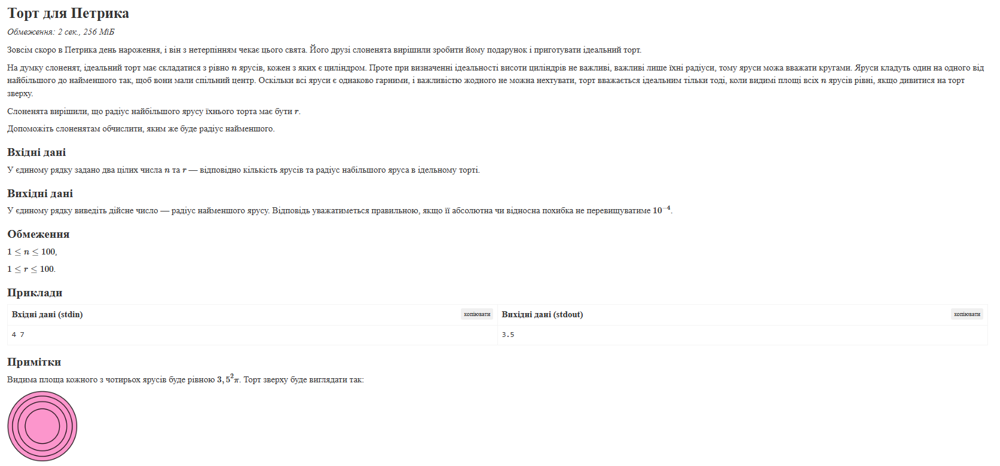 Торт для Петрика
Обмеження: 2 сек., 256 МіБ
Зовсім скоро в Петрика день народження, і він з нетерпінням чекає цього свята. Його друзі слоненята вирішили зробити йому подарунок і приготувати ідеальний торт.
На думку слоненят, ідеальний торт має складатися з рівно n ярусів, кожен з яких є циліндром. Проте при визначенні ідеальності висоти циліндрів не важливі, важливі лише їхні радіуси, тому яруси можа вважати кругами. Яруси кладуть один на одного від
найбільшого до найменшого так, щоб вони мали спільний центр. Оскільки всі яруси є однаково гарними, і важливістю жодного не можна нехтувати, торт вважається ідеальним тільки тоді, коли видимі площі всіх n ярусів рівні, якщо дивитися на торт
зверху.
Слоненята вирішили, що радіус найбільшого ярусу їхнього торта має бути r.
Допоможіть слоненятам обчислити, яким же буде радіус найменшого.
Вхідні дані
У єдиному рядку задано два цілих числа n та r — відповідно кількість ярусів та радіус набільшого яруса в ідельному торті.
Вихідні дані
У єдиному рядку виведіть дійсне число — радіус найменшого ярусу. Відповідь уважатиметься правильною, якщо її абсолютна чи відносна похибка не перевищуватиме 10⁻⁴.
Обмеження
1 ≤ n ≤ 100,
1 ≤ r ≤ 100.
Приклади
Вхідні дані (stdin) копіювати Вихідні дані (stdout) копіювати
4 7 3.5
Примітки
Видима площа кожного з чотирьох ярусів буде рівною 3,5²π. Торт зверху буде виглядати так: